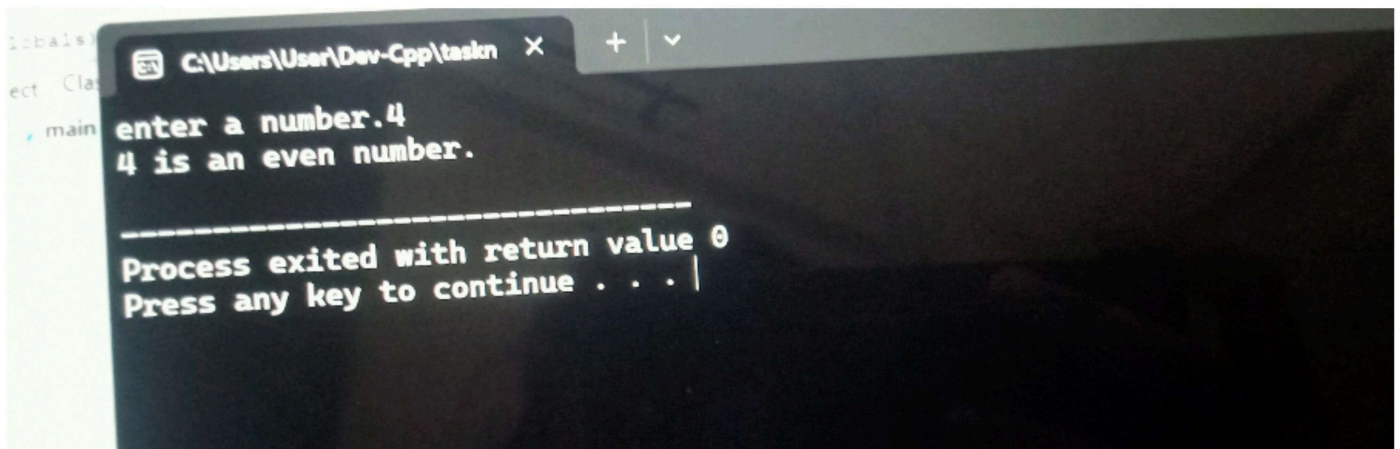 C:\Users\User\Dev-Cpp\taskn
main
enter a number.4
4 is an even number.
--------------------------------
Process exited with return value 0
Press any key to continue . . .